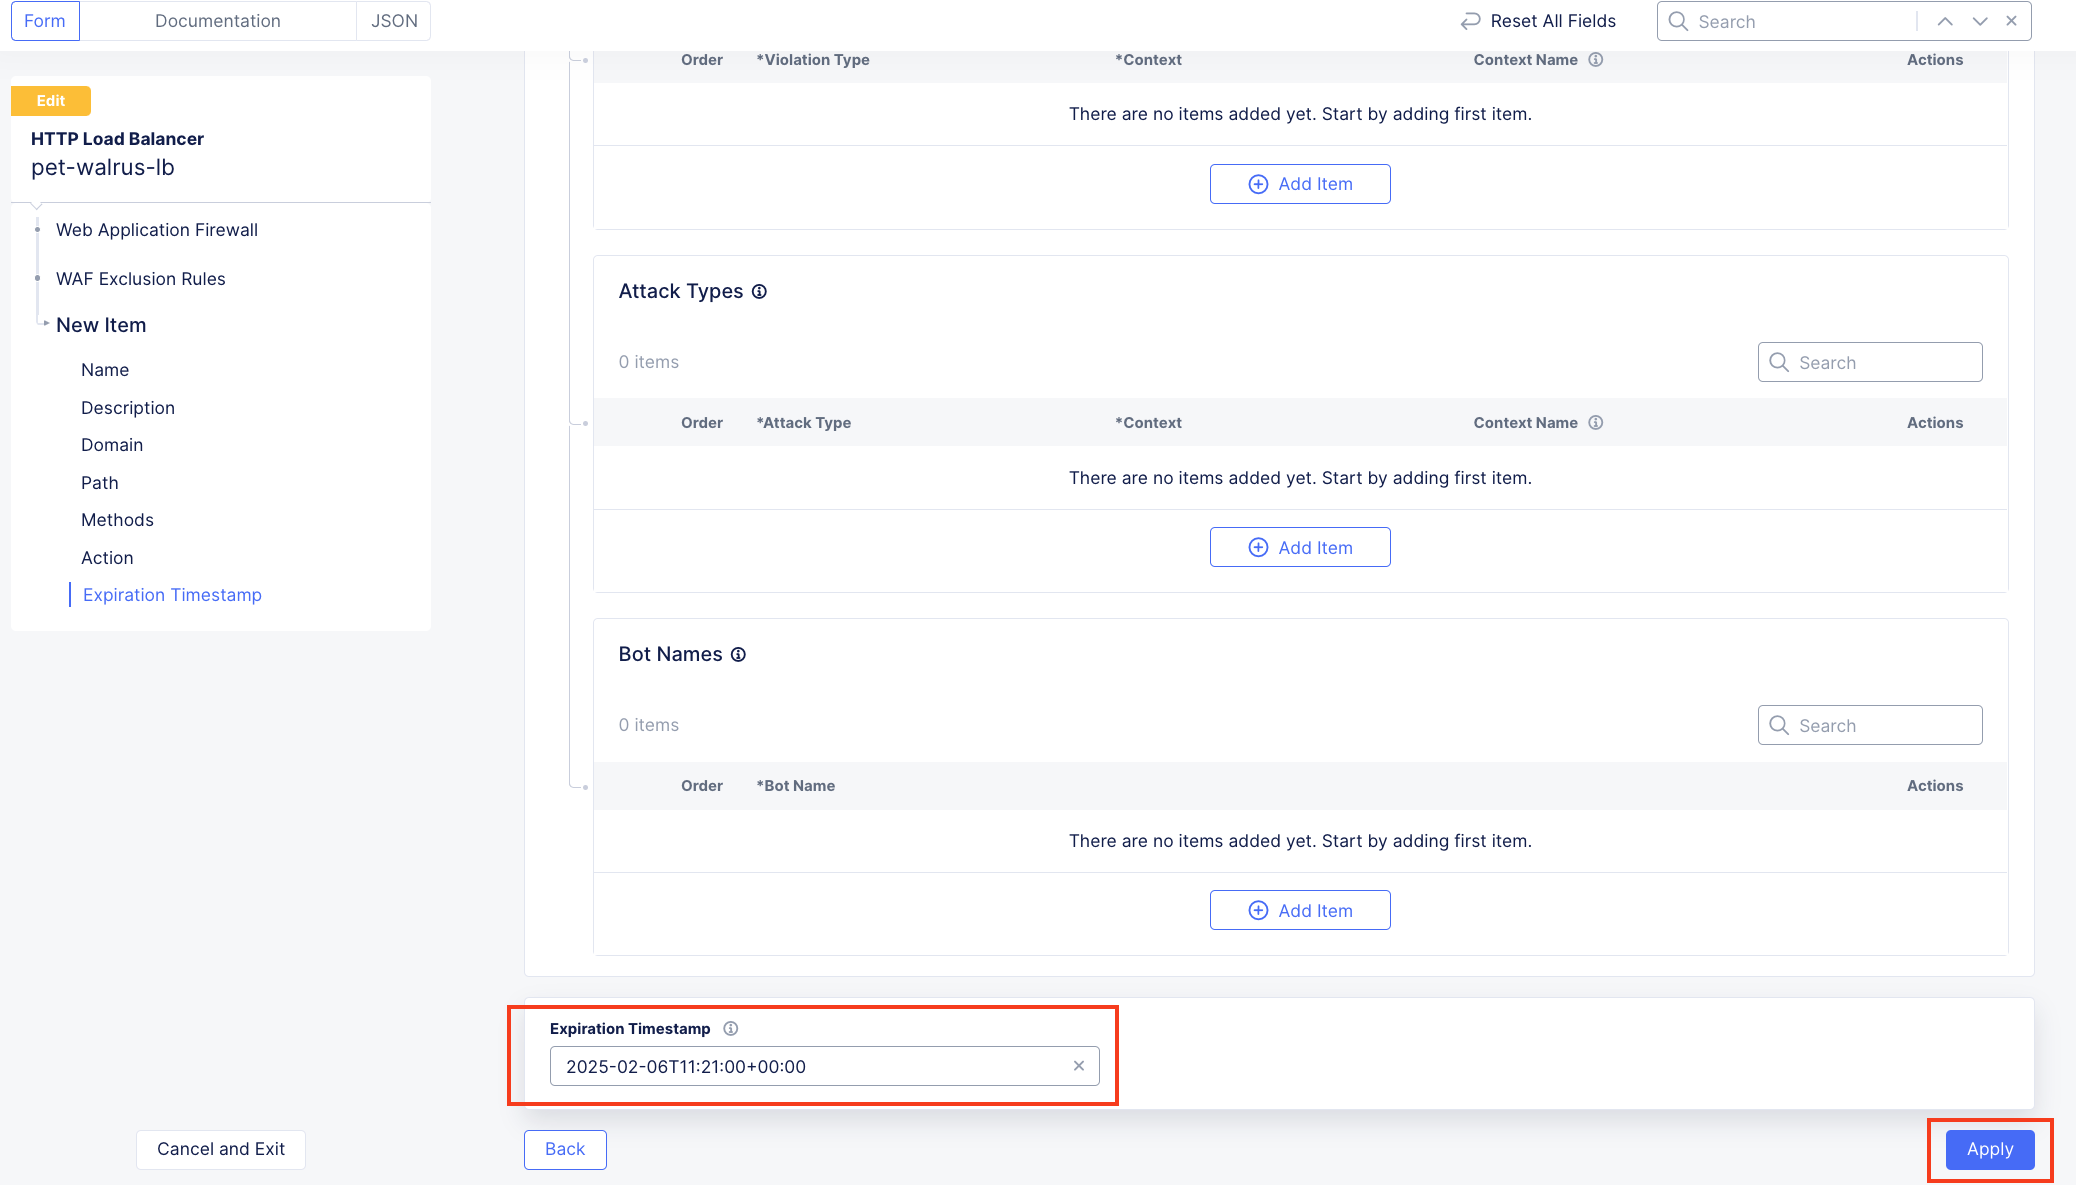 Form
Documentation
JSON
Reset All Fields
Search
Edit
HTTP Load Balancer
pet-walrus-lb
Web Application Firewall
WAF Exclusion Rules
New Item
Name
Description
Domain
Path
Methods
Action
Expiration Timestamp
Order *Violation Type *Context Context Name Actions
There are no items added yet. Start by adding first item.
Add Item
Attack Types
0 items
Search
Order *Attack Type *Context Context Name Actions
There are no items added yet. Start by adding first item.
Add Item
Bot Names
0 items
Search
Order *Bot Name Actions
There are no items added yet. Start by adding first item.
Add Item
Expiration Timestamp
2025-02-06T11:21:00+00:00
Cancel and Exit
Back
Apply